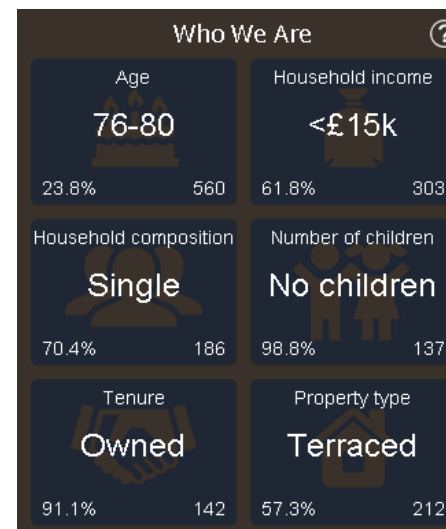 Who We Are ?
Age
76-80
23.8% 560
Household income
<£15k
61.8% 303
Household composition
Single
70.4% 186
Number of children
No children
98.8% 137
Tenure
Owned
91.1% 142
Property type
Terraced
57.3% 212